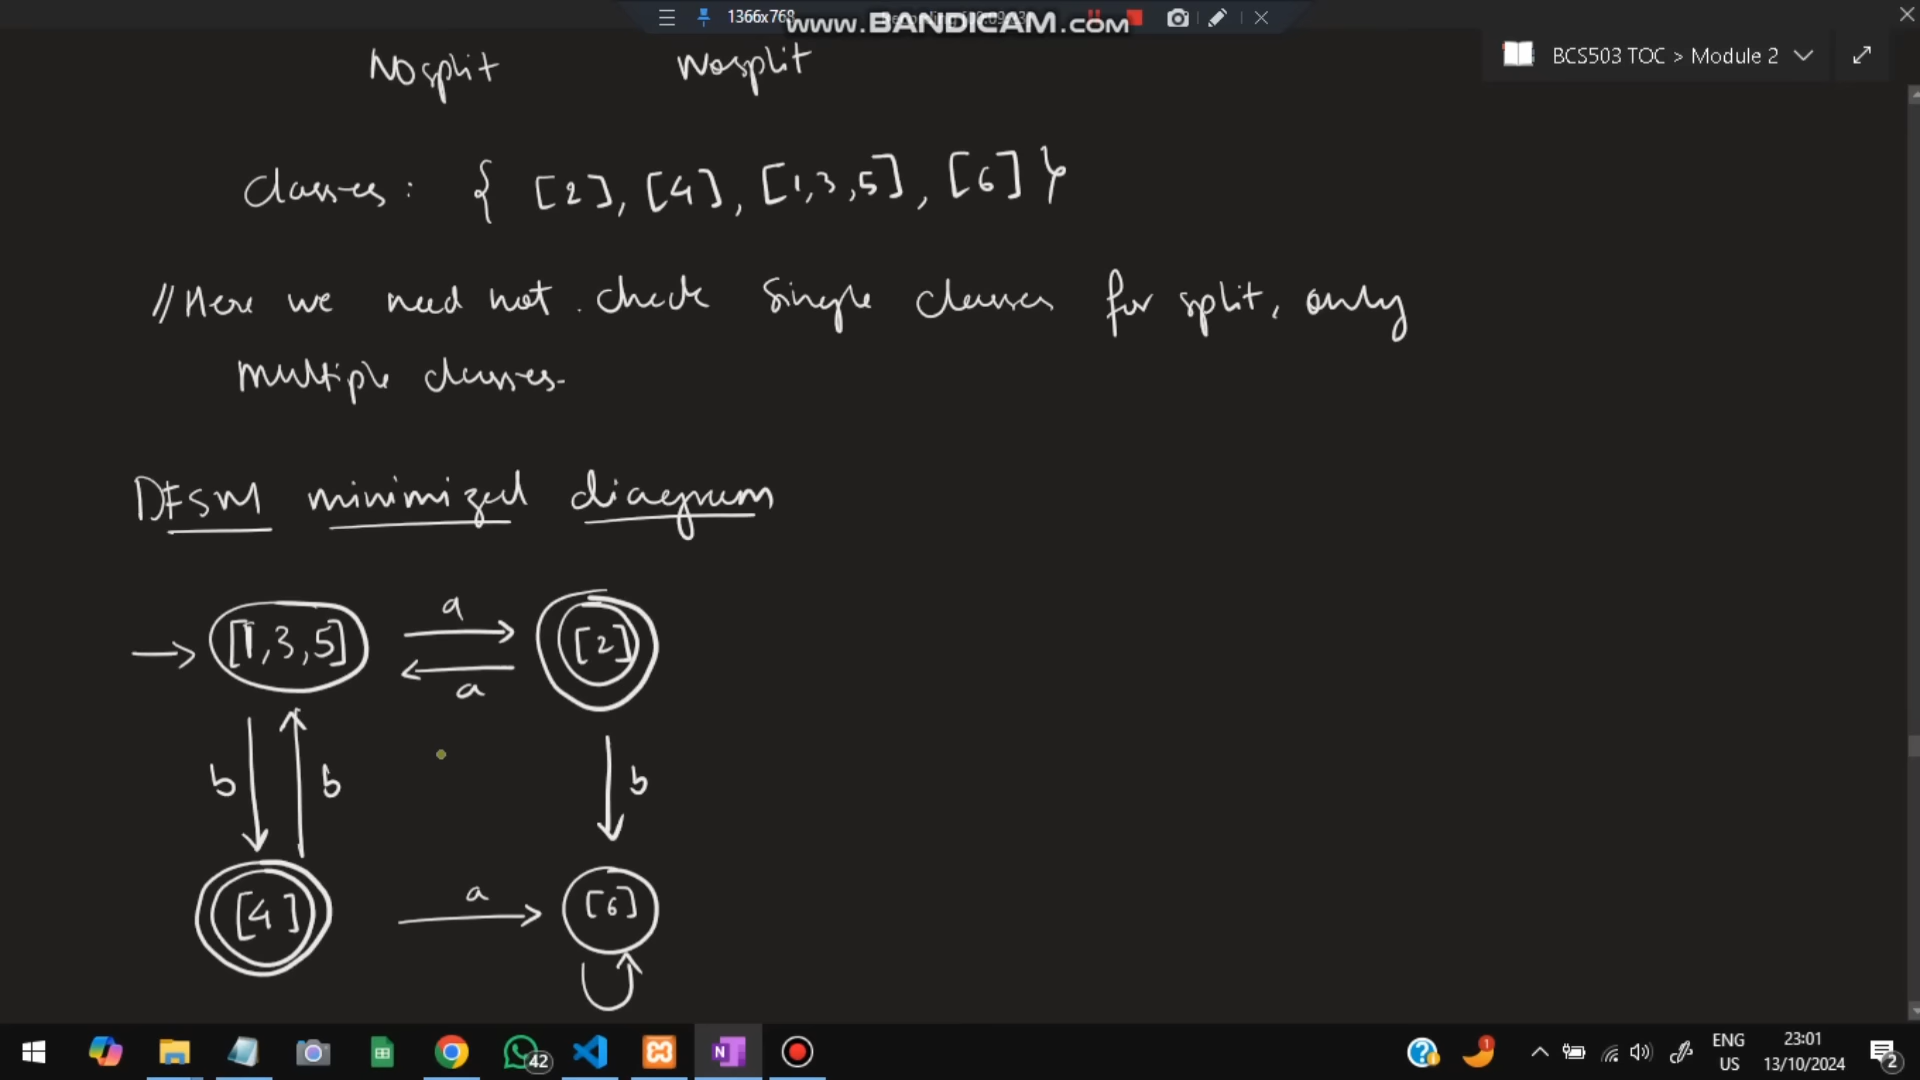 1366x768
www.BANDICAM.com
BCS503 TOC > Module 2
No split No split
Classes : { [2], [4], [1,3,5], [6] }
// Here we need not check single classes for split, only
multiple classes.
DFSM minimized diagram
[1,3,5] a [2]
a
b b b
[4] a [6]
42
1
ENG
US
23:01
13/10/2024
2